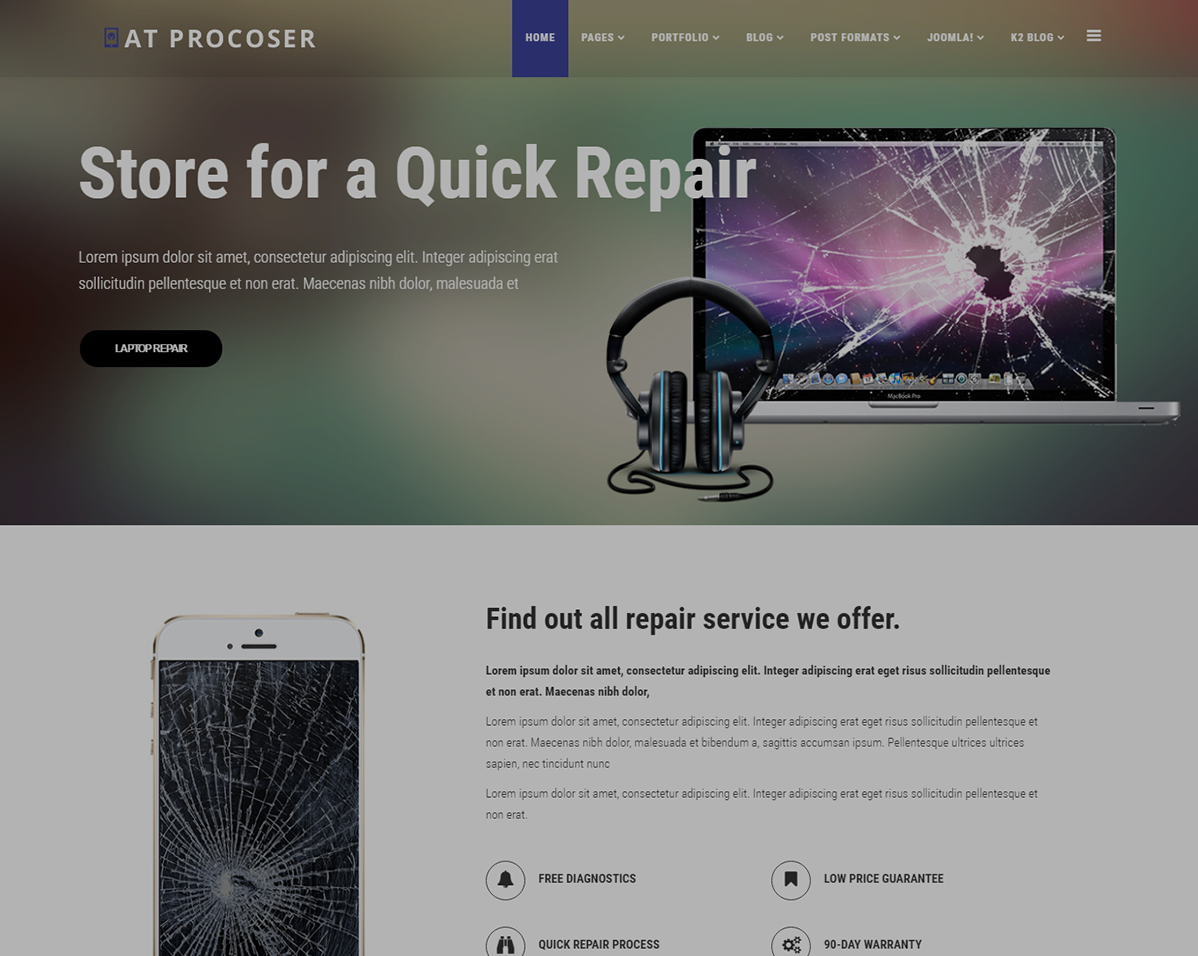 AT PROCOSER
HOME PAGES PORTFOLIO BLOG POST FORMATS JOOMLA! K2 BLOG
Store for a Quick Repair
Lorem ipsum dolor sit amet, consectetur adipiscing elit. Integer adipiscing erat
sollicitudin pellentesque et non erat. Maecenas nibh dolor, malesuada et
LAPTOP REPAIR
MacBook Pro
Find out all repair service we offer.
Lorem ipsum dolor sit amet, consectetur adipiscing elit. Integer adipiscing erat eget risus sollicitudin pellentesque
et non erat. Maecenas nibh dolor,
Lorem ipsum dolor sit amet, consectetur adipiscing elit. Integer adipiscing erat eget risus sollicitudin pellentesque et
non erat. Maecenas nibh dolor, malesuada et bibendum a, sagittis accumsan ipsum. Pellentesque ultrices ultrices
sapien, nec tincidunt nunc
Lorem ipsum dolor sit amet, consectetur adipiscing elit. Integer adipiscing erat eget risus sollicitudin pellentesque et
non erat.
FREE DIAGNOSTICS LOW PRICE GUARANTEE
QUICK REPAIR PROCESS 90-DAY WARRANTY